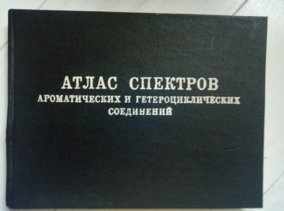 АТЛАС СПЕКТРОВ
АРОМАТИЧЕСКИХ И ГЕТЕРОЦИКЛИЧЕСКИХ
СОЕДИНЕНИЙ